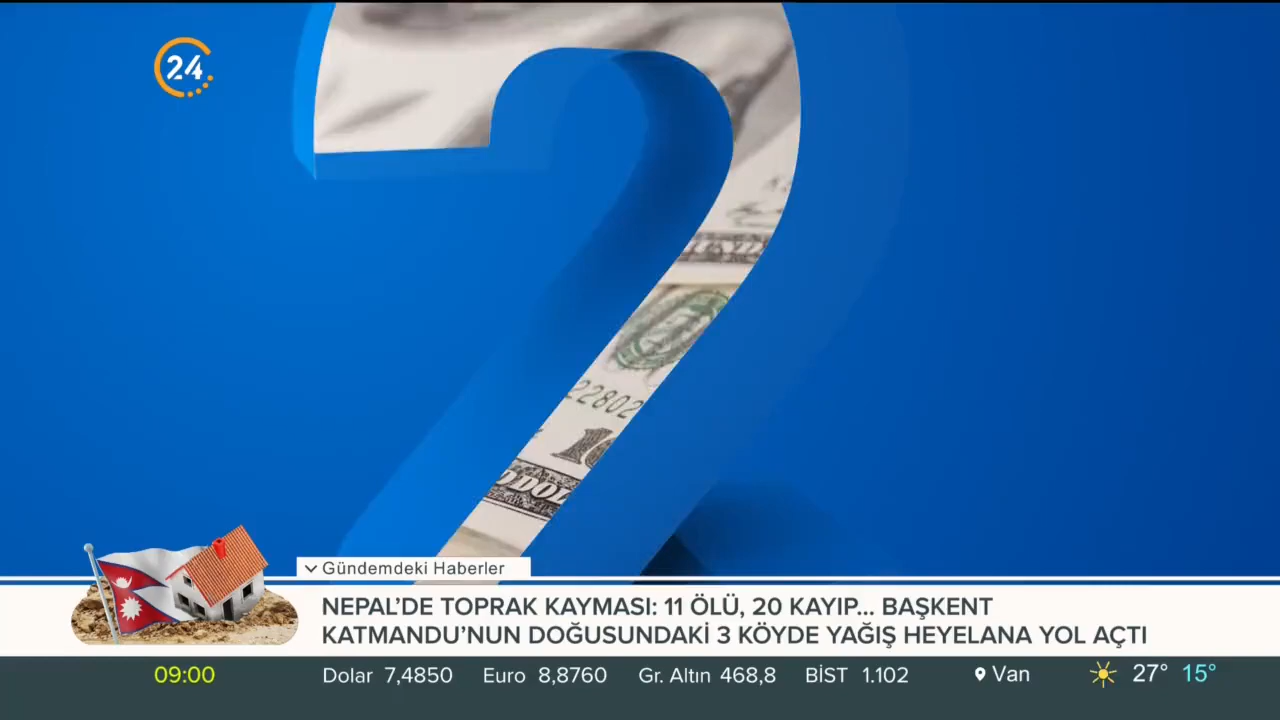 24
2
22802
Gündemdeki Haberler
NEPAL'DE TOPRAK KAYMASI: 11 ÖLÜ, 20 KAYIP... BAŞKENT
KATMANDU'NUN DOĞUSUNDAKİ 3 KÖYDE YAĞIŞ HEYELANA YOL AÇTI
09:00 Dolar 7,4850 Euro 8,8760 Gr. Altın 468,8 BİST 1.102 Van 27° 15°